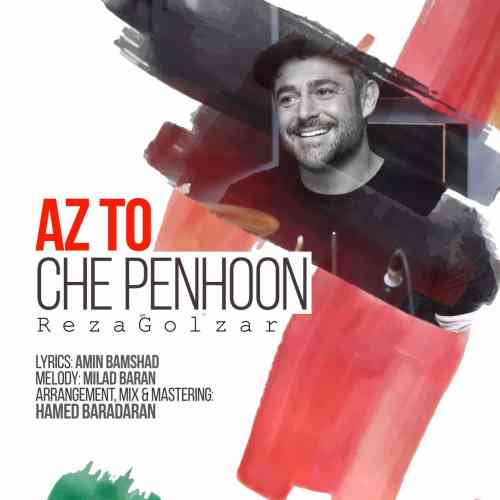 AZ TO
CHE PENHOON
RezaGolzar
LYRICS: AMIN BAMSHAD
MELODY: MILAD BARAN
ARRANGEMENT, MIX & MASTERING:
HAMED BARADARAN